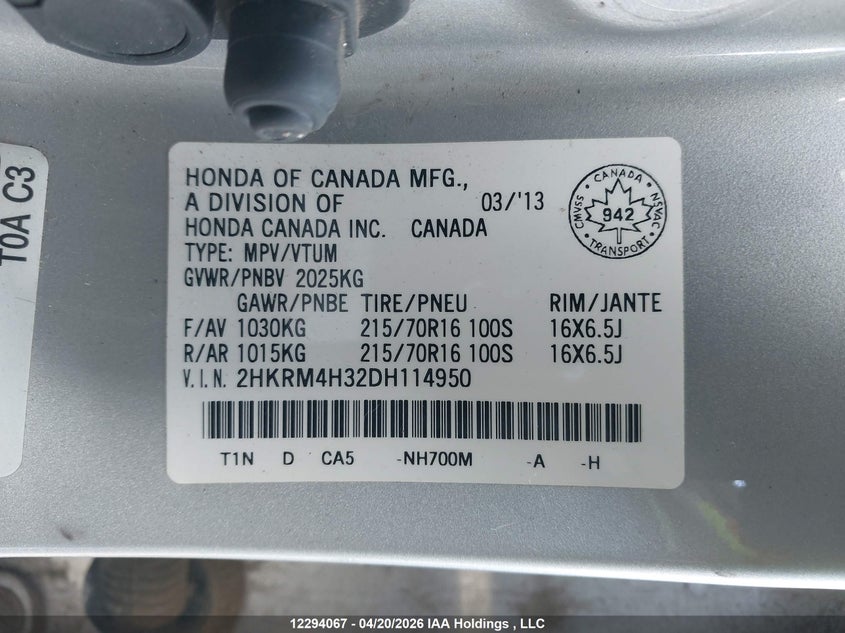 HONDA OF CANADA MFG.,
A DIVISION OF 03/'13
HONDA CANADA INC. CANADA
TYPE: MPV/VTUM
GVWR/PNBV 2025KG
GAWR/PNBE TIRE/PNEU RIM/JANTE
F/AV 1030KG 215/70R16 100S 16X6.5J
R/AR 1015KG 215/70R16 100S 16X6.5J
V.I.N. 2HKRM4H32DH114950
T1N D CA5 -NH700M -A -H
CANADA
CMVSS 942 NSVAC
TRANSPORT
T0A C3
12294067 - 04/20/2026 IAA Holdings , LLC